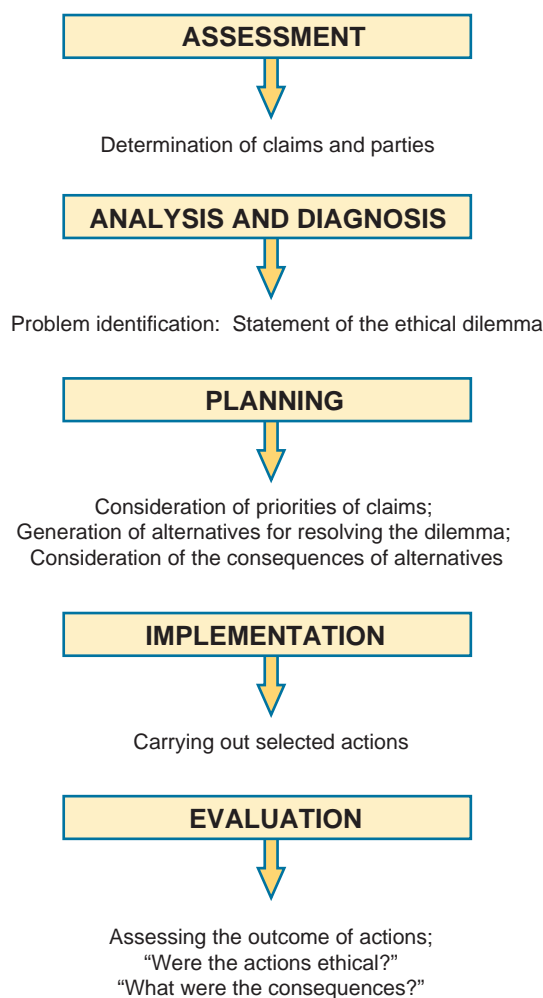 ASSESSMENT
Determination of claims and parties
ANALYSIS AND DIAGNOSIS
Problem identification: Statement of the ethical dilemma
PLANNING
Consideration of priorities of claims;
Generation of alternatives for resolving the dilemma;
Consideration of the consequences of alternatives
IMPLEMENTATION
Carrying out selected actions
EVALUATION
Assessing the outcome of actions;
“Were the actions ethical?”
“What were the consequences?”